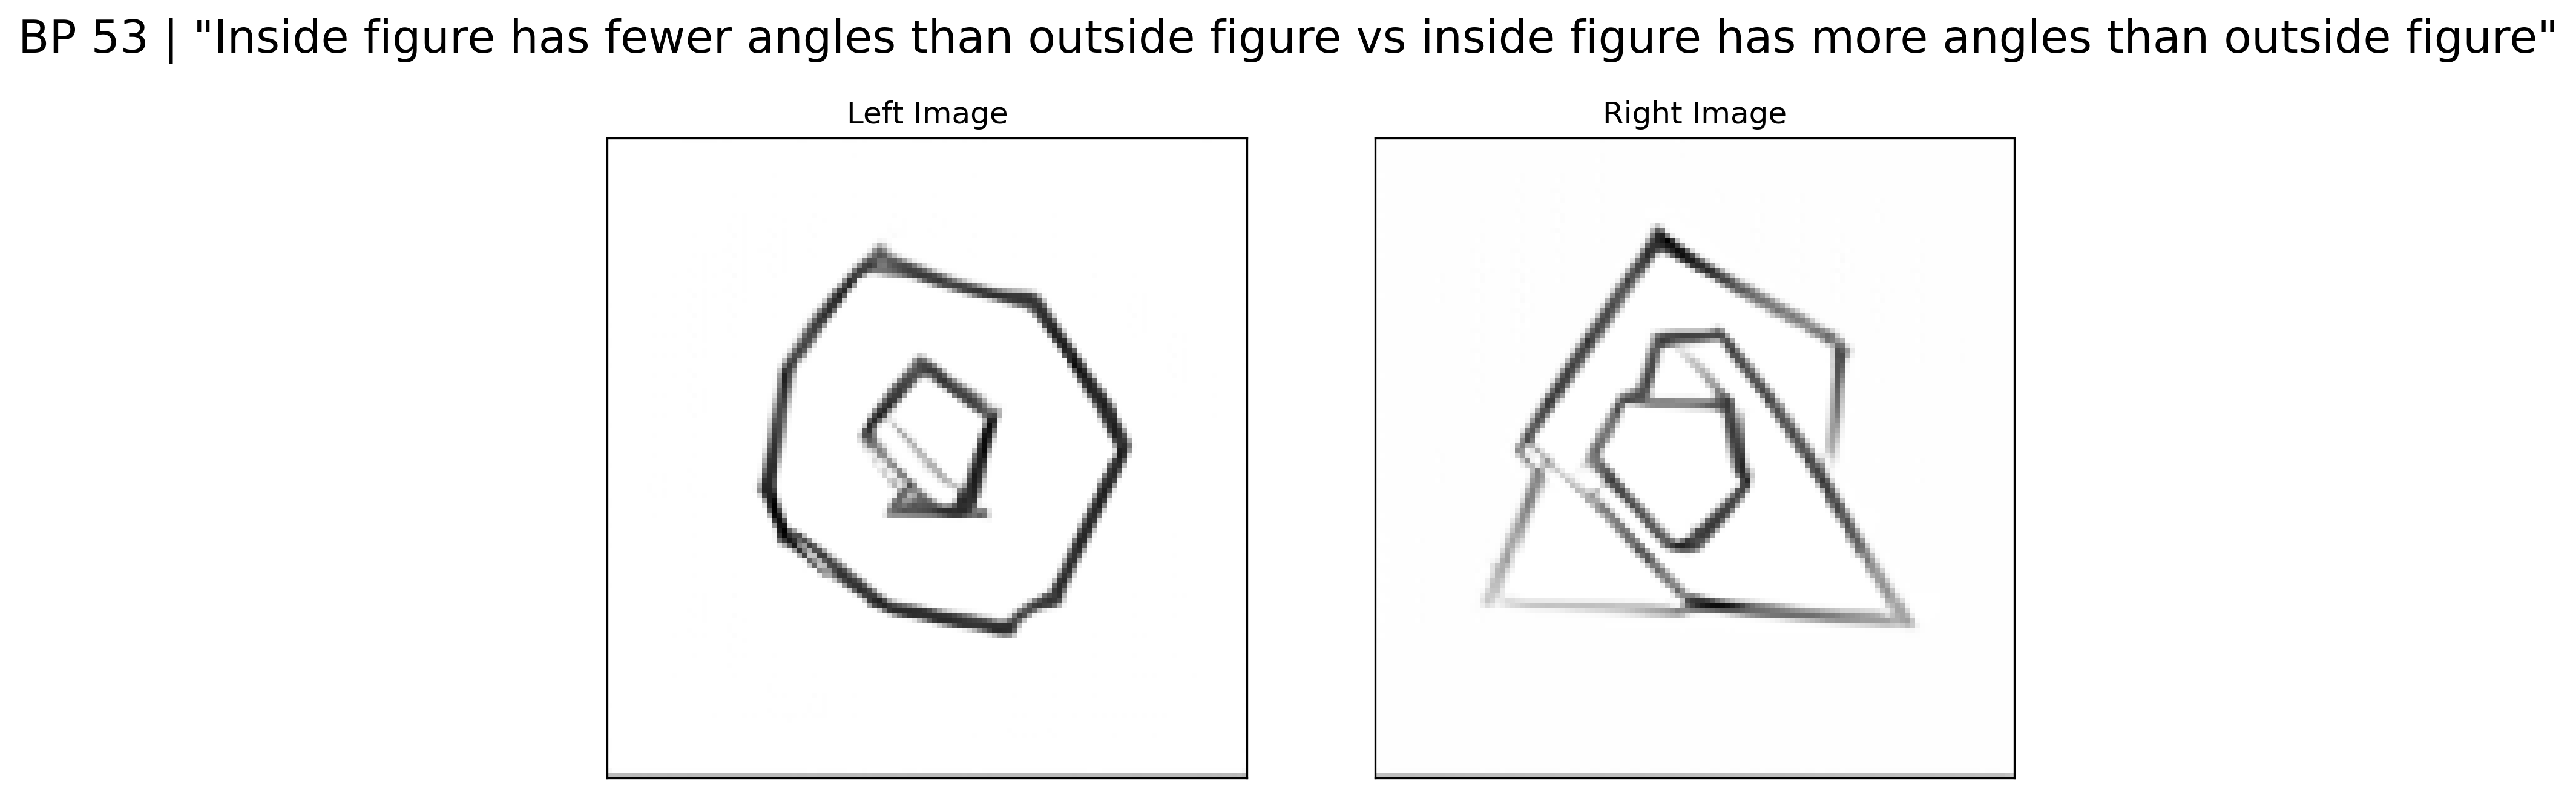 BP 53 | "Inside figure has fewer angles than outside figure vs inside figure has more angles than outside figure"
Left Image
Right Image